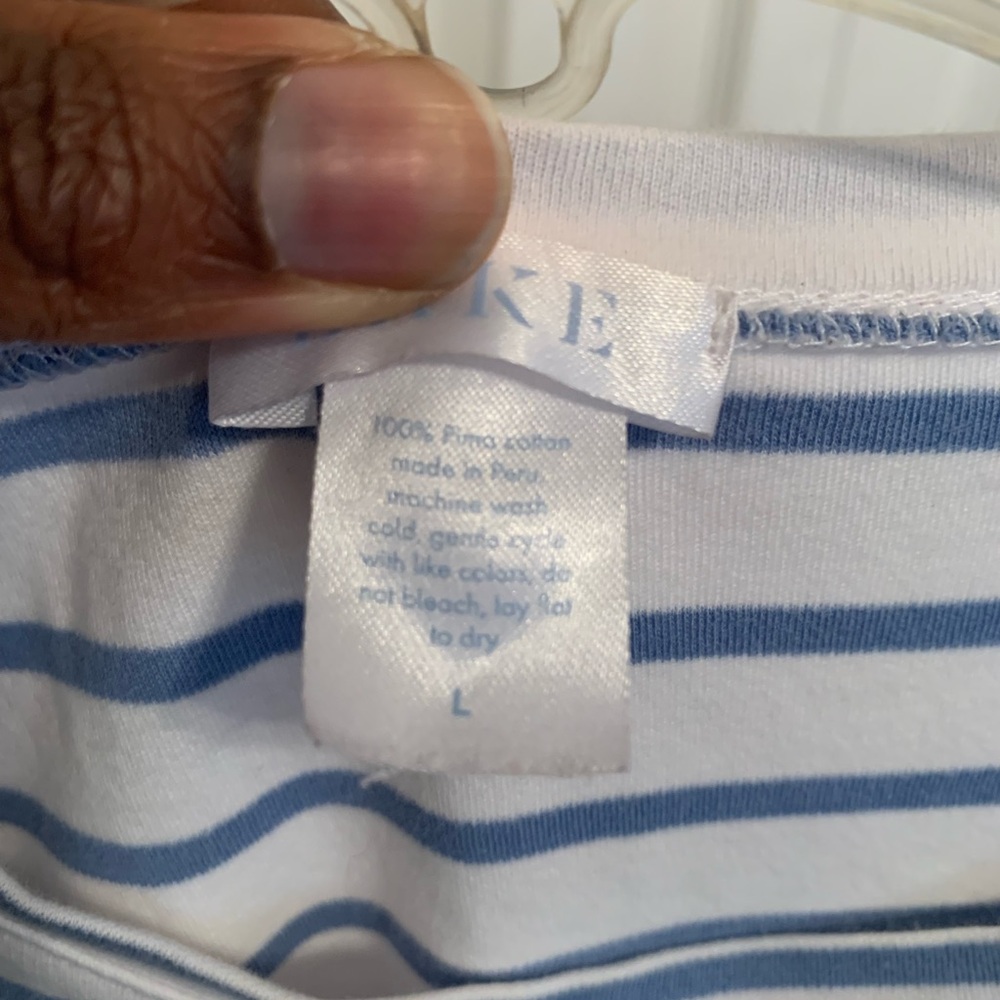 KE
100% Pima cotton
made in Peru.
machine wash
cold, gentle cycle
with like colors, do
not bleach, lay flat
to dry
L